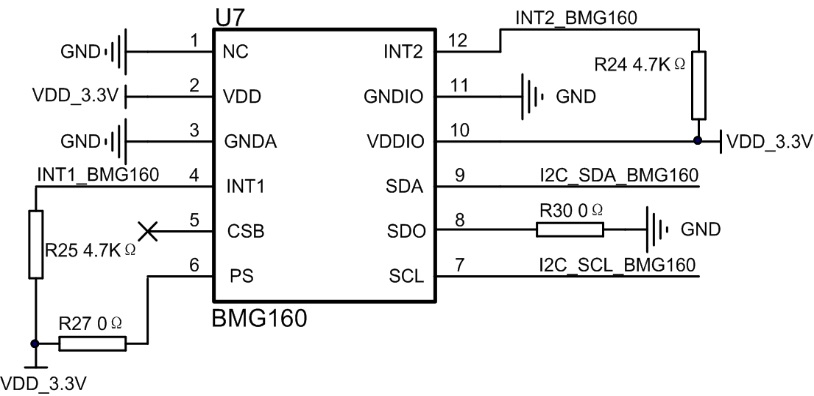 U7
INT2_BMG160
GND 1 NC INT2 12
R24 4.7K Ω
VDD_3.3V 2 VDD GNDIO 11 GND
GND 3 GNDA VDDIO 10 VDD_3.3V
INT1_BMG160 4 INT1 SDA 9 I2C_SDA_BMG160
5 CSB SDO 8 R30 0 Ω GND
R25 4.7K Ω
6 PS SCL 7 I2C_SCL_BMG160
BMG160
R27 0 Ω
VDD_3.3V